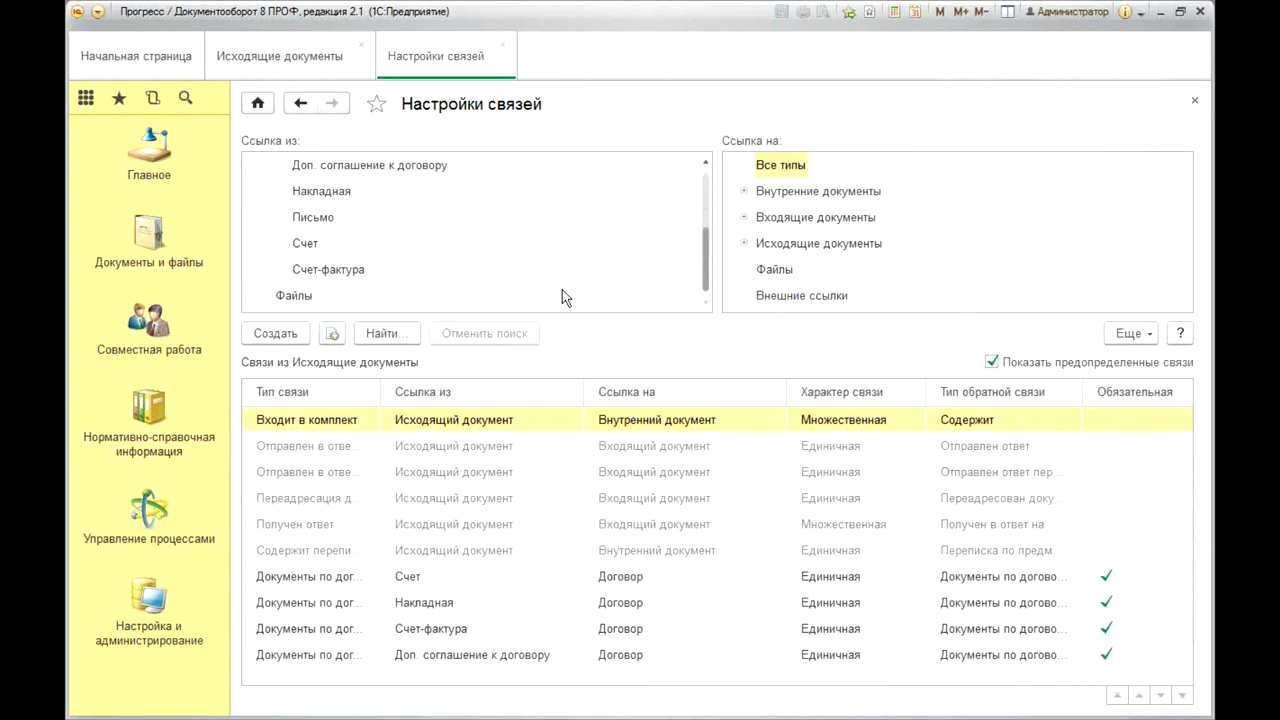 Прогресс / Документооборот 8 ПРОФ, редакция 2.1 (1С:Предприятие)
M M+ M- Администратор
Начальная страница
Исходящие документы
Настройки связей
Настройки связей
Главное
Документы и файлы
Совместная работа
Нормативно-справочная
информация
Управление процессами
Настройка и
администрирование
Ссылка из:
Доп. соглашение к договору
Накладная
Письмо
Счет
Счет-фактура
Файлы
Ссылка на:
Все типы
Внутренние документы
Входящие документы
Исходящие документы
Файлы
Внешние ссылки
Создать Найти... Отменить поиск Еще ?
Связи из Исходящие документы Показать предопределенные связи
Тип связи Ссылка из Ссылка на Характер связи Тип обратной связи Обязательная
Входит в комплект Исходящий документ Внутренний документ Множественная Содержит
Отправлен в отве... Исходящий документ Входящий документ Единичная Отправлен ответ
Отправлен в отве... Исходящий документ Входящий документ Единичная Отправлен ответ пер...
Переадресация д... Исходящий документ Входящий документ Единичная Переадресован доку...
Получен ответ Исходящий документ Входящий документ Множественная Получен в ответ на
Содержит перепи... Исходящий документ Внутренний документ Единичная Переписка по предм
Документы по дог... Счет Договор Единичная Документы по догово...
Документы по дог... Накладная Договор Единичная Документы по догово...
Документы по дог... Счет-фактура Договор Единичная Документы по догово...
Документы по дог... Доп. соглашение к договору Договор Единичная Документы по догово...